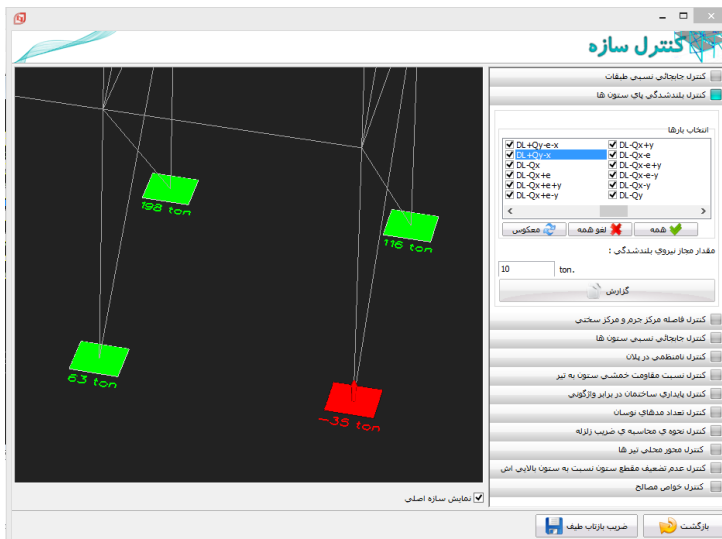 کنترل سازه
کنترل جابجائی نسبی طبقات
کنترل بلندشدگی پای ستون ها
انتخاب بارها
DL+Qy-e-x
DL-Qx+y
DL+Qy-x
DL-Qx-e
DL-Qx
DL-Qx-e+y
DL-Qx+e
DL-Qx-e-y
DL-Qx+e+y
DL-Qx-y
DL-Qx+e-y
DL-Qy
همه
لغو همه
معکوس
مقدار مجاز نیروی بلندشدگی :
10 ton.
گزارش
کنترل فاصله مرکز جرم و مرکز سختی
کنترل جابجائی نسبی ستون ها
کنترل نامنظمی در پلان
کنترل نسبت مقاومت خمشی ستون به تیر
کنترل پایداری ساختمان در برابر واژگونی
کنترل تعداد مدهای نوسان
کنترل نحوه ی محاسبه ی ضریب زلزله
کنترل محور محلی تیر ها
کنترل عدم تضعیف مقطع ستون نسبت به ستون بالایی اش
کنترل خواص مصالح
198 ton
116 ton
63 ton
-35 ton
نمایش سازه اصلی
بازگشت
ضریب بازتاب طیف